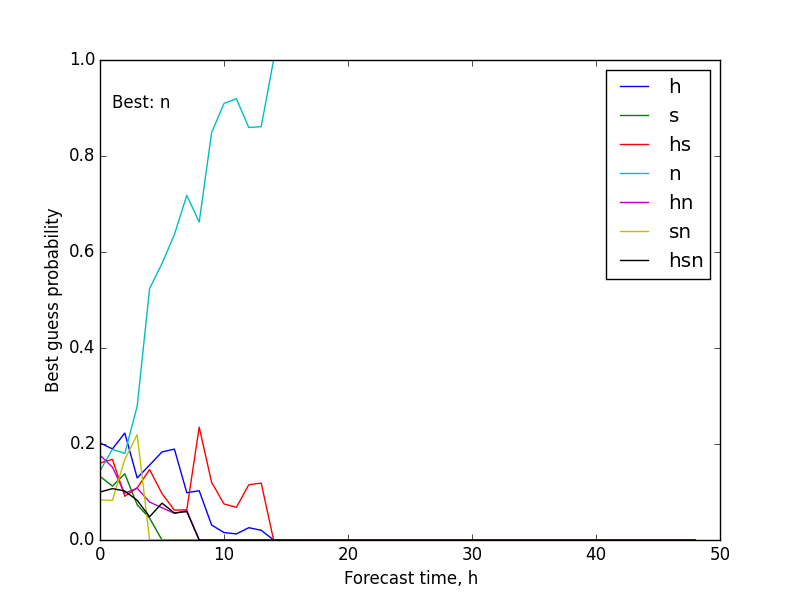 1.0
0.8
0.6
0.4
0.2
0.0
Best guess probability
Best: n
h
s
hs
n
hn
sn
hsn
0 10 20 30 40 50
Forecast time, h